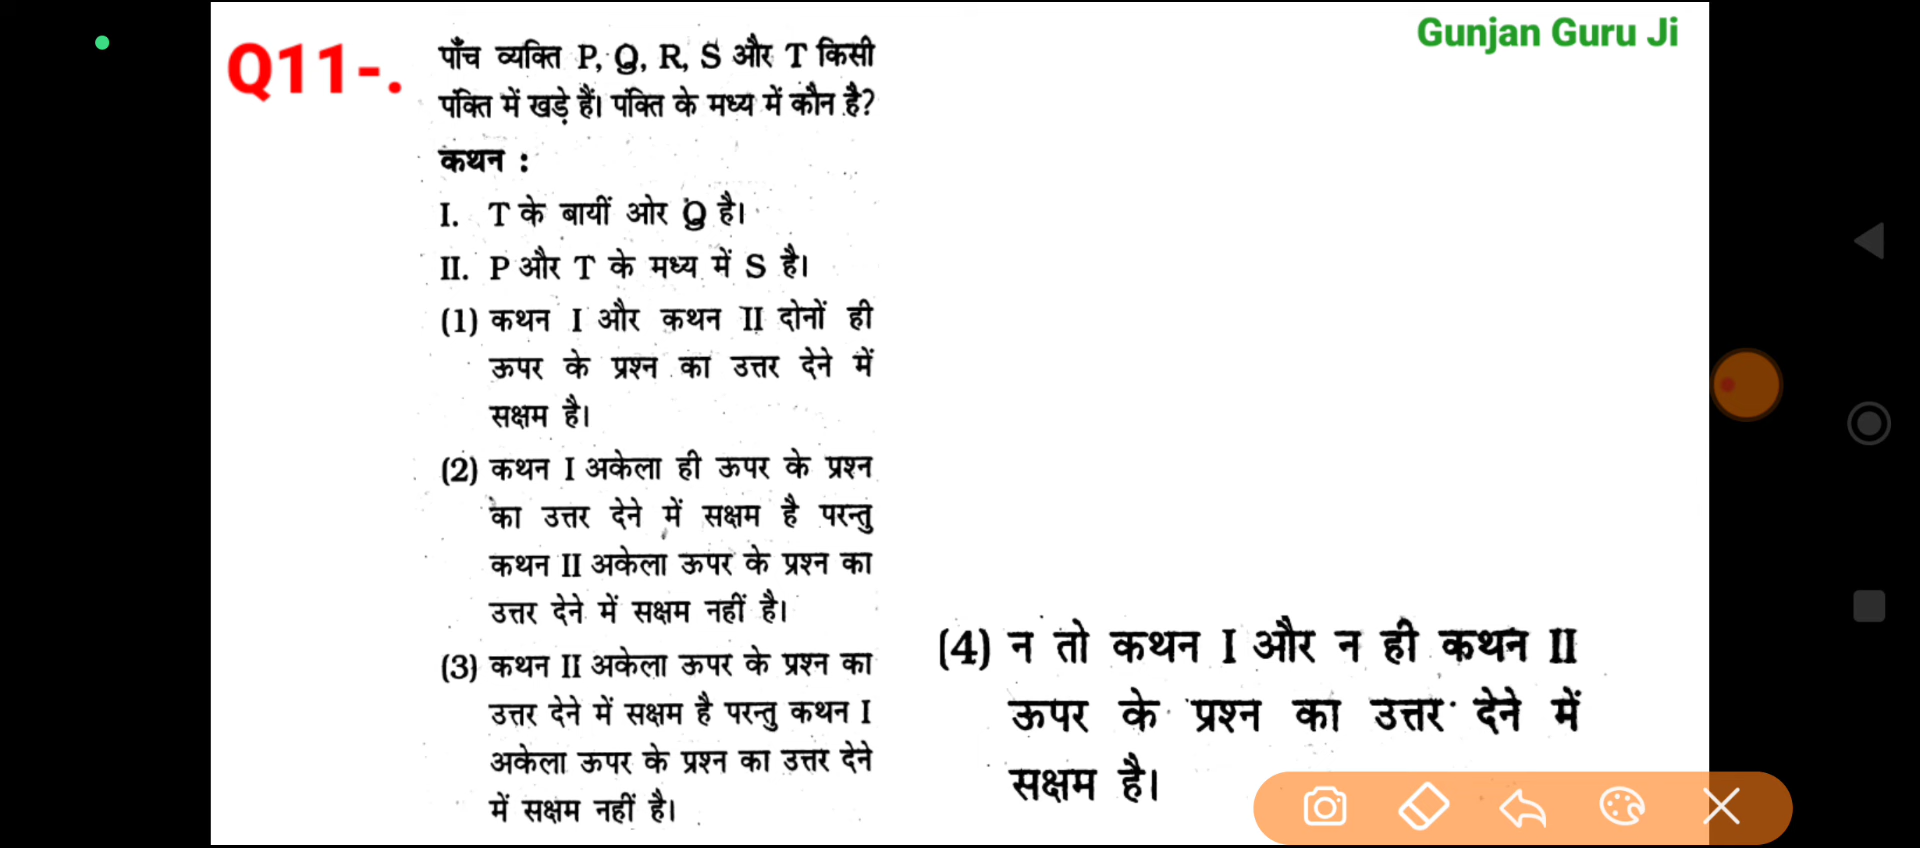 Gunjan Guru Ji
Q11-.
पाँच व्यक्ति P, Q, R, S और T किसी
पंक्ति में खड़े हैं। पंक्ति के मध्य में कौन है?
कथन :
I. T के बायीं ओर Q है।
II. P और T के मध्य में S है।
(1) कथन I और कथन II दोनों ही
ऊपर के प्रश्न का उत्तर देने में
सक्षम है।
(2) कथन I अकेला ही ऊपर के प्रश्न
का उत्तर देने में सक्षम है परन्तु
कथन II अकेला ऊपर के प्रश्न का
उत्तर देने में सक्षम नहीं है।
(3) कथन II अकेला ऊपर के प्रश्न का
उत्तर देने में सक्षम है परन्तु कथन I
अकेला ऊपर के प्रश्न का उत्तर देने
में सक्षम नहीं है।
(4) न तो कथन I और न ही कथन II
ऊपर के प्रश्न का उत्तर देने में
सक्षम है।